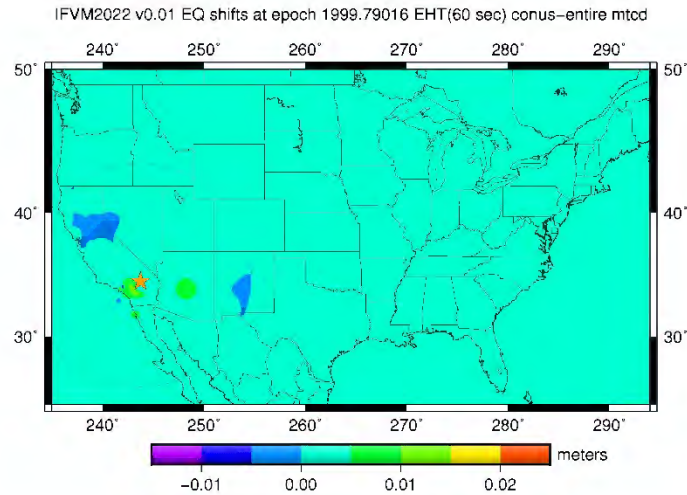 IFVM2022 v0.01 EQ shifts at epoch 1999.79016 EHT(60 sec) conus−entire mtcd
240˚ 250˚ 260˚ 270˚ 280˚ 290˚
50˚ 50˚
40˚ 40˚
30˚ 30˚
240˚ 250˚ 260˚ 270˚ 280˚ 290˚
meters
−0.01 0.00 0.01 0.02